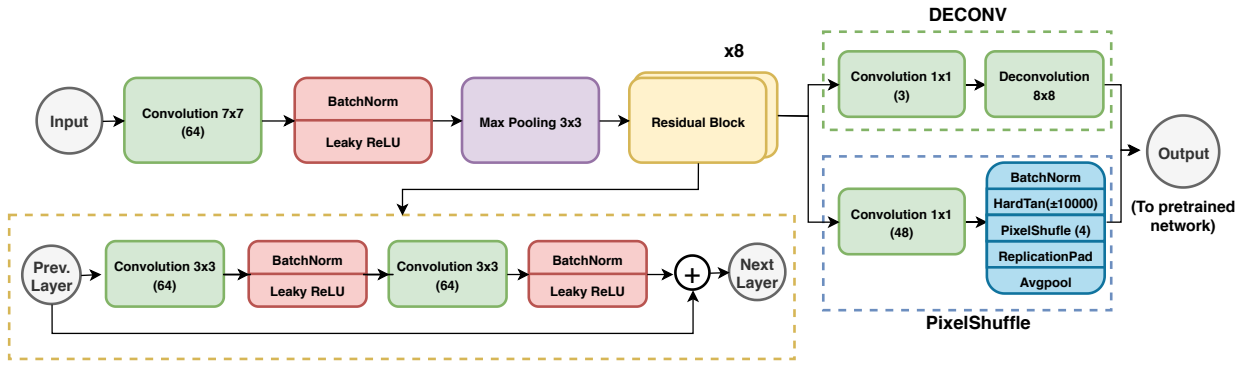 DECONV
x8
Input
Convolution 7x7
(64)
BatchNorm
Leaky ReLU
Max Pooling 3x3
Residual Block
Convolution 1x1
(3)
Deconvolution
8x8
Convolution 1x1
(48)
BatchNorm
HardTan(±10000)
PixelShufle (4)
ReplicationPad
Avgpool
PixelShuffle
Output
(To pretrained
network)
Prev.
Layer
Convolution 3x3
(64)
BatchNorm
Leaky ReLU
Convolution 3x3
(64)
BatchNorm
Leaky ReLU
+
Next
Layer